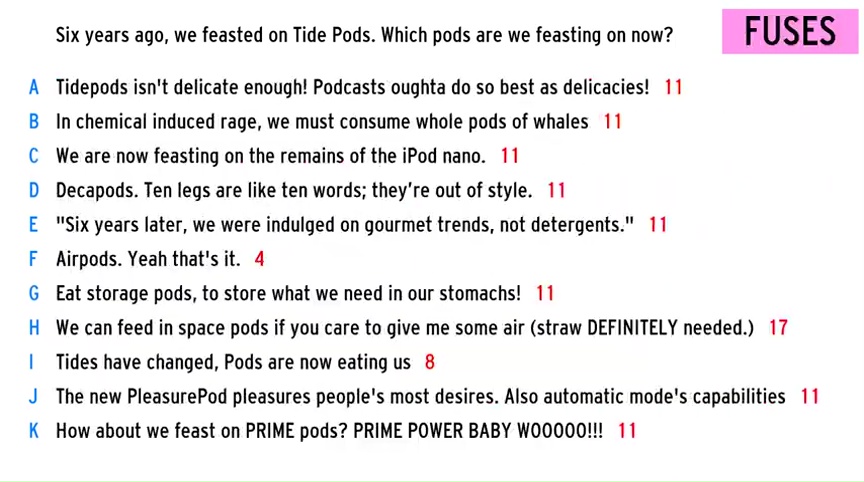 Six years ago, we feasted on Tide Pods. Which pods are we feasting on now?
FUSES
A Tidepods isn't delicate enough! Podcasts oughta do so best as delicacies! 11
B In chemical induced rage, we must consume whole pods of whales 11
C We are now feasting on the remains of the iPod nano. 11
D Decapods. Ten legs are like ten words; they're out of style. 11
E "Six years later, we were indulged on gourmet trends, not detergents." 11
F Airpods. Yeah that's it. 4
G Eat storage pods, to store what we need in our stomachs! 11
H We can feed in space pods if you care to give me some air (straw DEFINITELY needed.) 17
I Tides have changed, Pods are now eating us 8
J The new PleasurePod pleasures people's most desires. Also automatic mode's capabilities 11
K How about we feast on PRIME pods? PRIME POWER BABY WOOOOO!!! 11